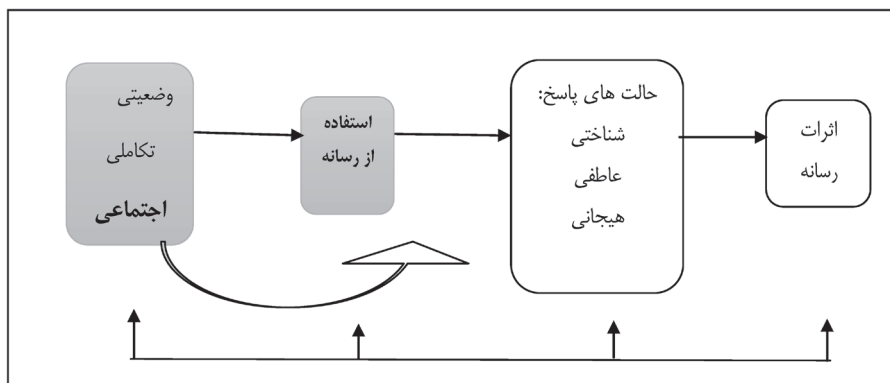 وضعیتی
تکاملی
اجتماعی
استفاده
از رسانه
حالت های پاسخ:
شناختی
عاطفی
هیجانی
اثرات
رسانه